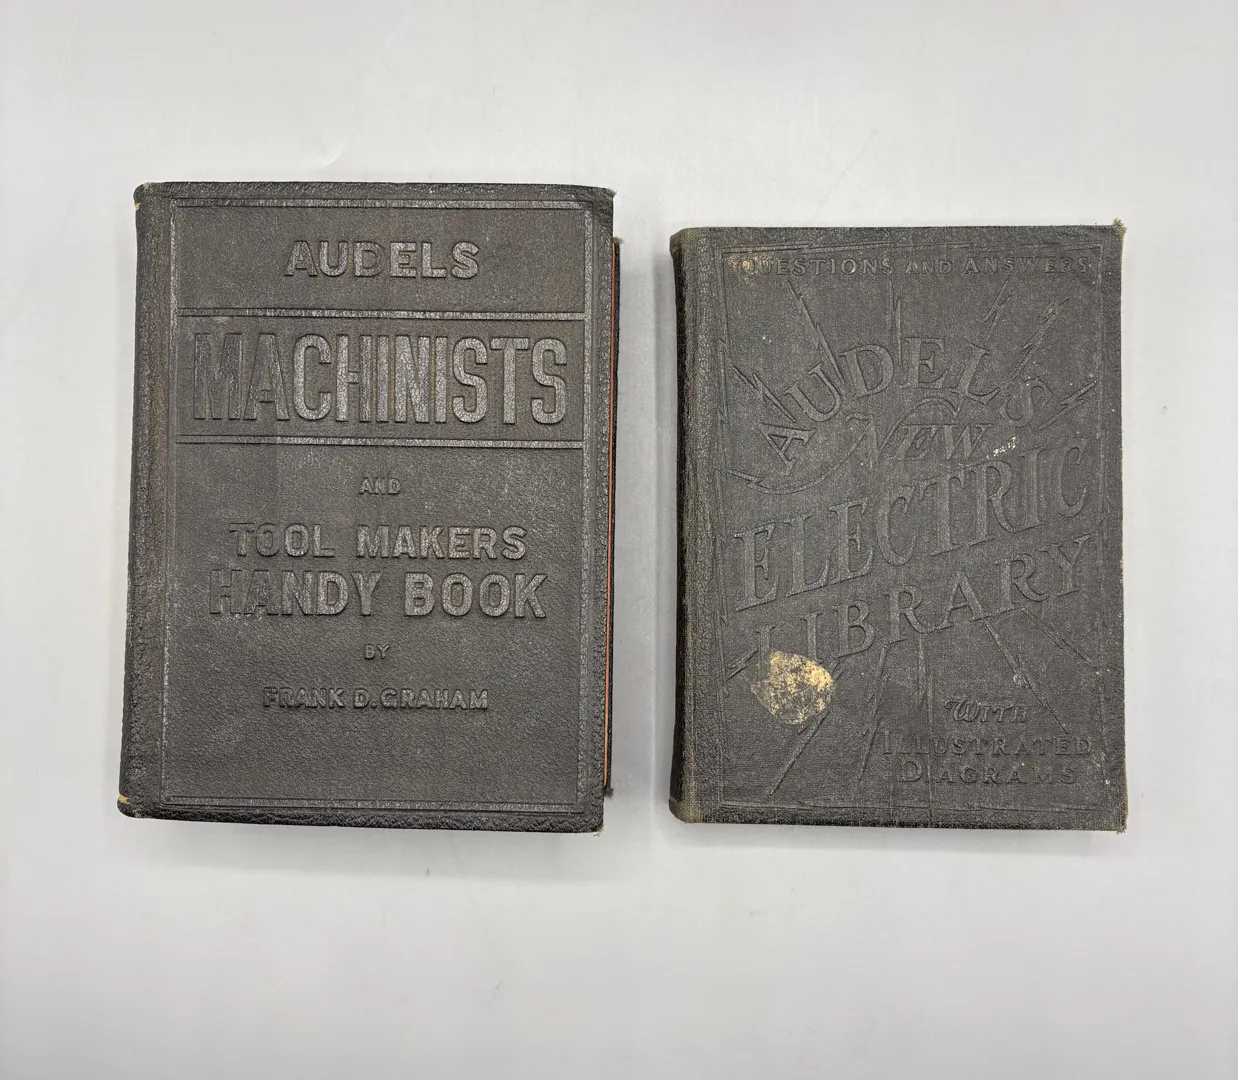 AUDELS
MACHINISTS
AND
TOOL MAKERS
HANDY BOOK
BY
FRANK D. GRAHAM
QUESTIONS AND ANSWERS
AUDELS
NEW
ELECTRIC
LIBRARY
WITH
ILLUSTRATED
DIAGRAMS